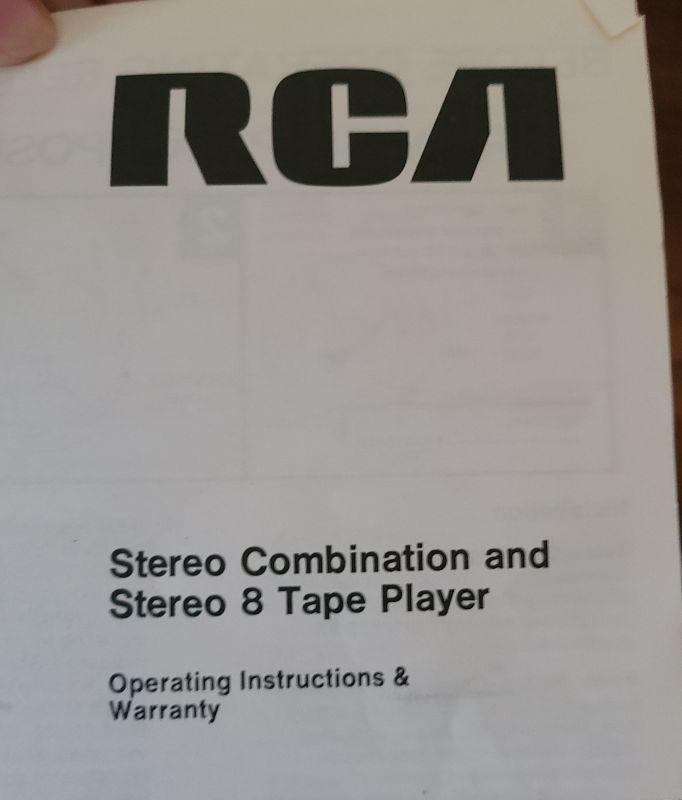 RCA
Stereo Combination and
Stereo 8 Tape Player
Operating Instructions &
Warranty